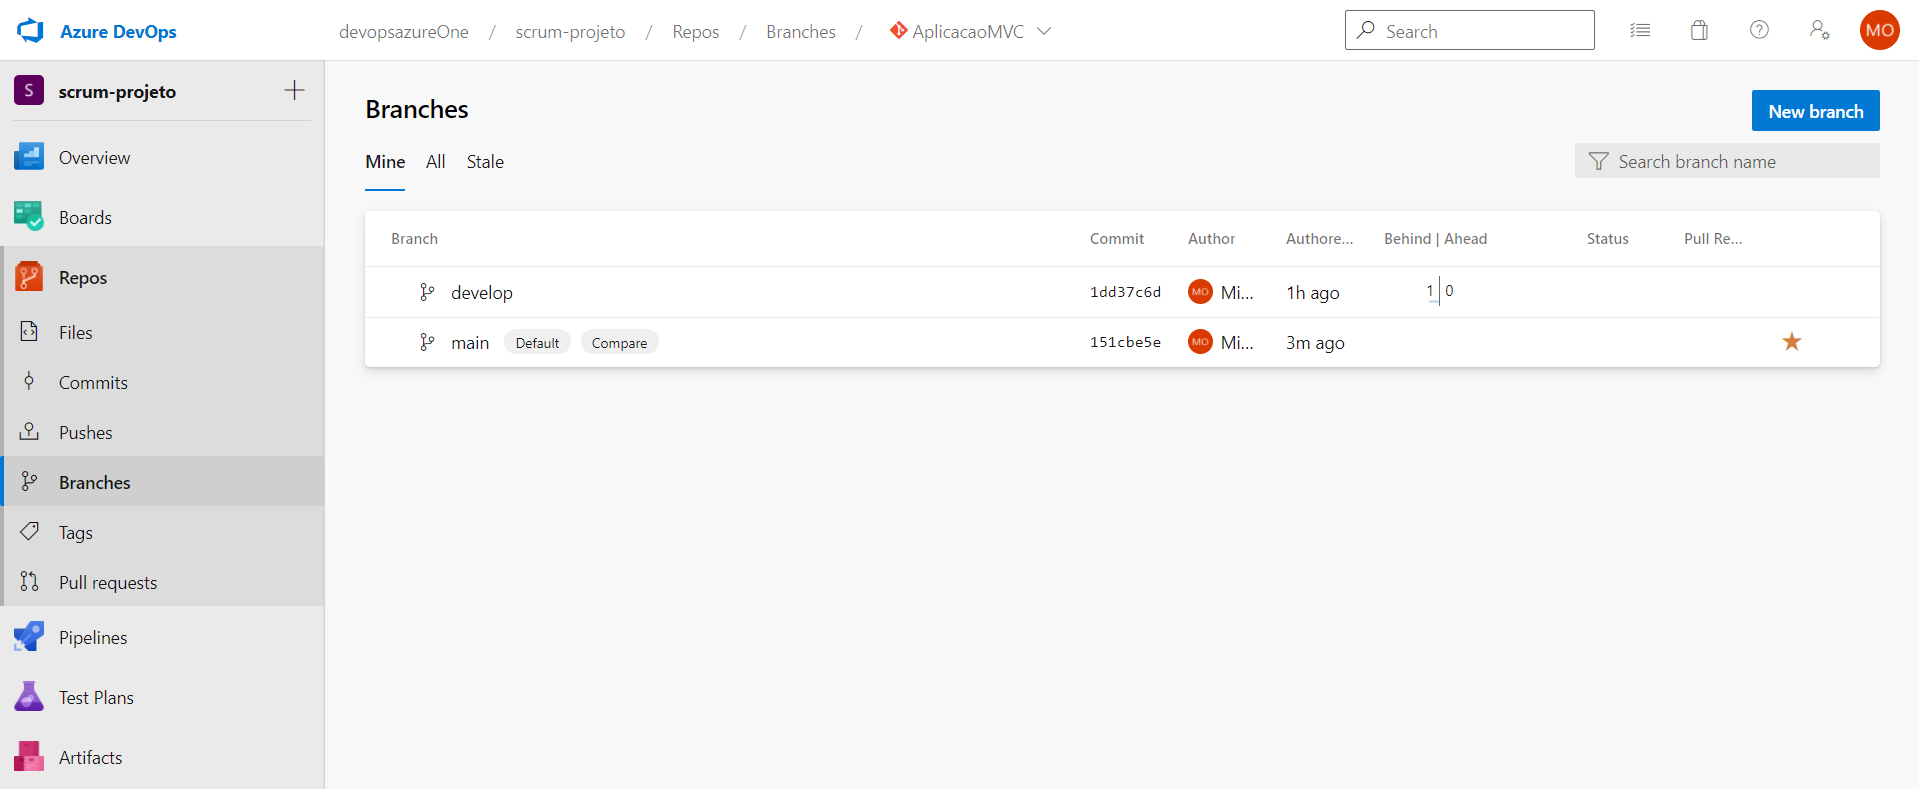 Azure DevOps
devopsazureOne / scrum-projeto / Repos / Branches / AplicacaoMVC
Search
MO
S scrum-projeto
Overview
Boards
Repos
Files
Commits
Pushes
Branches
Tags
Pull requests
Pipelines
Test Plans
Artifacts
Branches
New branch
Mine All Stale
Search branch name
Branch Commit Author Authore... Behind | Ahead Status Pull Re...
develop 1dd37c6d MO Mi... 1h ago 1 | 0
main Default Compare 151cbe5e MO Mi... 3m ago